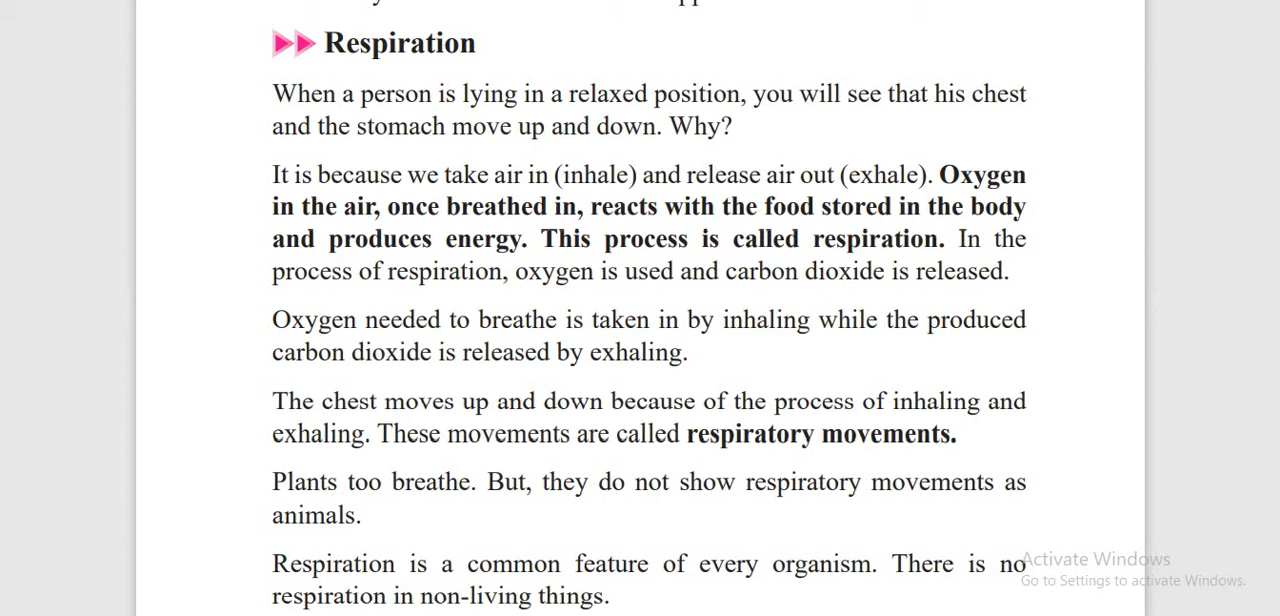 Respiration
When a person is lying in a relaxed position, you will see that his chest
and the stomach move up and down. Why?
It is because we take air in (inhale) and release air out (exhale). Oxygen
in the air, once breathed in, reacts with the food stored in the body
and produces energy. This process is called respiration. In the
process of respiration, oxygen is used and carbon dioxide is released.
Oxygen needed to breathe is taken in by inhaling while the produced
carbon dioxide is released by exhaling.
The chest moves up and down because of the process of inhaling and
exhaling. These movements are called respiratory movements.
Plants too breathe. But, they do not show respiratory movements as
animals.
Respiration is a common feature of every organism. There is no
respiration in non-living things.
Activate Windows
Go to Settings to activate Windows.